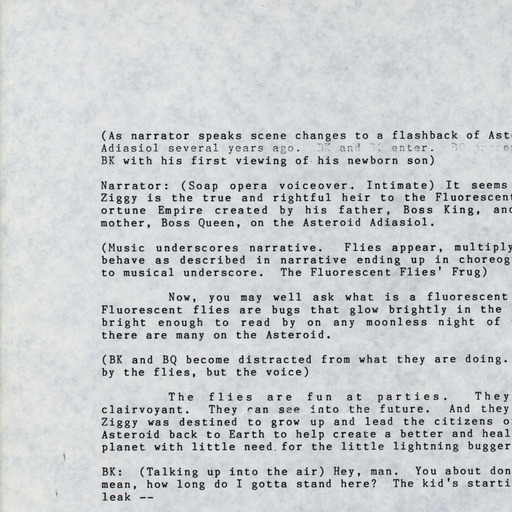 (As narrator speaks scene changes to a flashback of Ast
Adiasiol several years ago. BK and BQ enter. BQ
BK with his first viewing of his newborn son)
Narrator: (Soap opera voiceover. Intimate) It seems
Ziggy is the true and rightful heir to the Fluorescent
ortune Empire created by his father, Boss King, and
mother, Boss Queen, on the Asteroid Adiasiol.
(Music underscores narrative. Flies appear, multiply
behave as described in narrative ending up in choreog
to musical underscore. The Fluorescent Flies' Frug)
Now, you may well ask what is a fluorescent
Fluorescent flies are bugs that glow brightly in the
bright enough to read by on any moonless night of
there are many on the Asteroid.
(BK and BQ become distracted from what they are doing.
by the flies, but the voice)
The flies are fun at parties. They
clairvoyant. They can see into the future. And they
Ziggy was destined to grow up and lead the citizens o
Asteroid back to Earth to help create a better and heal
planet with little need for the little lightning bugger
BK: (Talking up into the air) Hey, man. You about don
mean, how long do I gotta stand here? The kid's starti
leak --